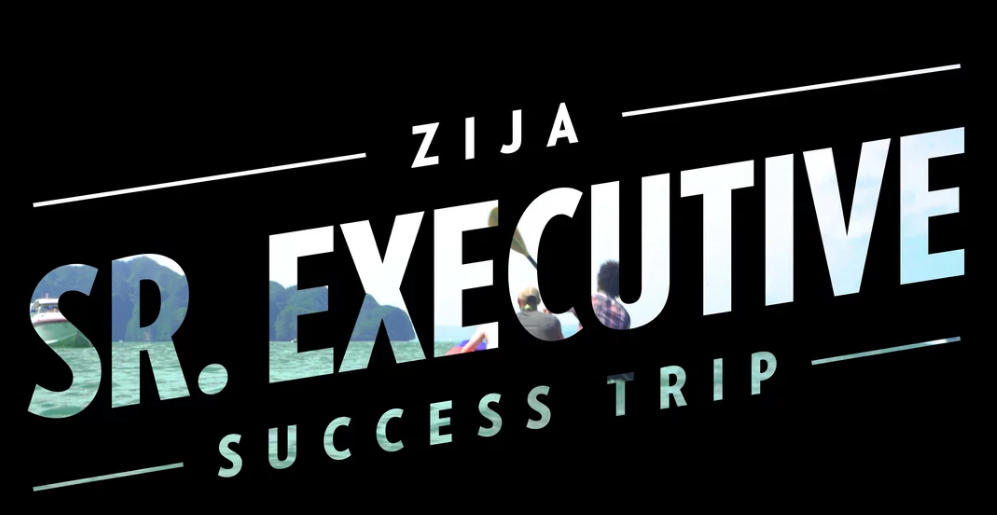 ZIJA
SR. EXECUTIVE
SUCCESS TRIP